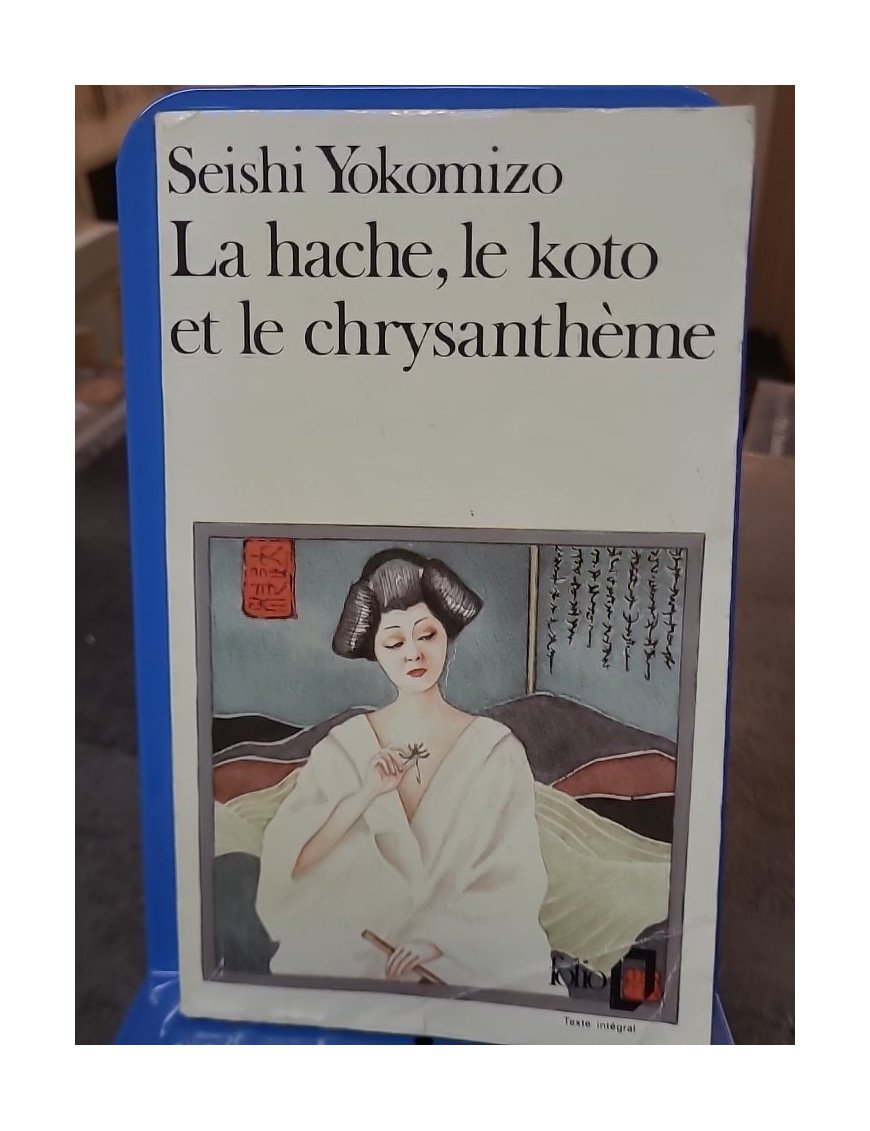 Seishi Yokomizo
La hache, le koto
et le chrysanthème
folio
Texte intégral